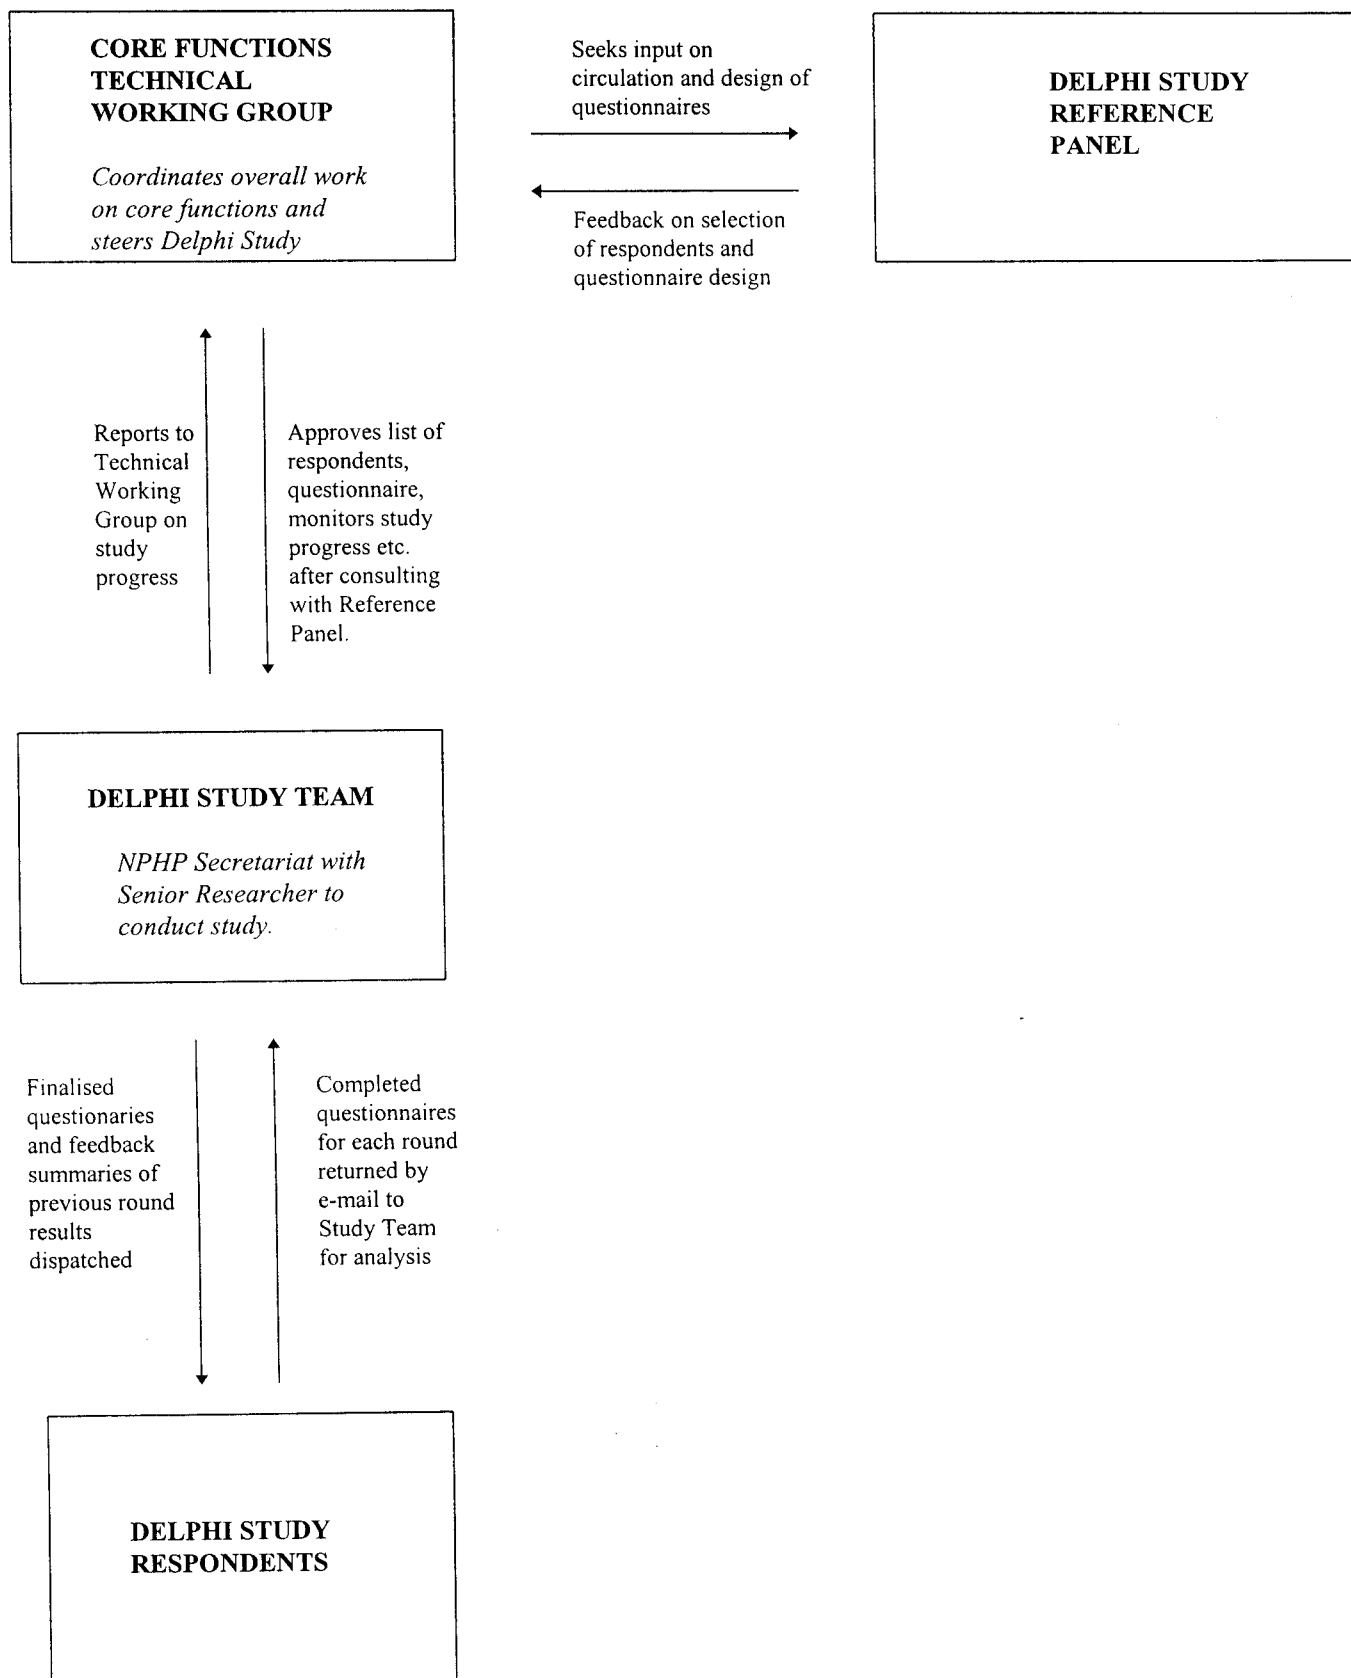 CORE FUNCTIONS
TECHNICAL
WORKING GROUP
Coordinates overall work
on core functions and
steers Delphi Study
Seeks input on
circulation and design of
questionnaires
Feedback on selection
of respondents and
questionnaire design
DELPHI STUDY
REFERENCE
PANEL
Reports to
Technical
Working
Group on
study
progress
Approves list of
respondents,
questionnaire,
monitors study
progress etc.
after consulting
with Reference
Panel.
DELPHI STUDY TEAM
NPHP Secretariat with
Senior Researcher to
conduct study.
Finalised
questionaries
and feedback
summaries of
previous round
results
dispatched
Completed
questionnaires
for each round
returned by
e-mail to
Study Team
for analysis
DELPHI STUDY
RESPONDENTS